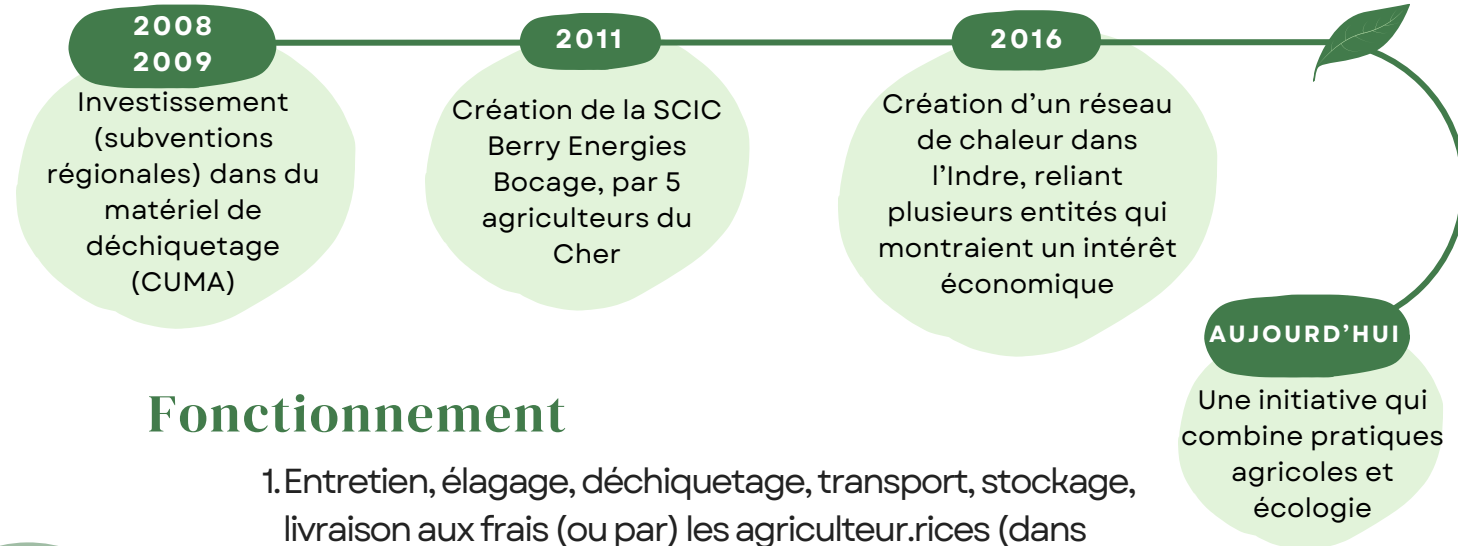 2008
2009
Investissement
(subventions
régionales) dans du
matériel de
déchiquetage
(CUMA)
2011
Création de la SCIC
Berry Energies
Bocage, par 5
agriculteurs du
Cher
2016
Création d’un réseau
de chaleur dans
l’Indre, reliant
plusieurs entités qui
montraient un intérêt
économique
AUJOURD’HUI
Une initiative qui
combine pratiques
agricoles et
écologie
Fonctionnement
1. Entretien, élagage, déchiquetage, transport, stockage,
livraison aux frais (ou par) les agriculteur.rices (dans